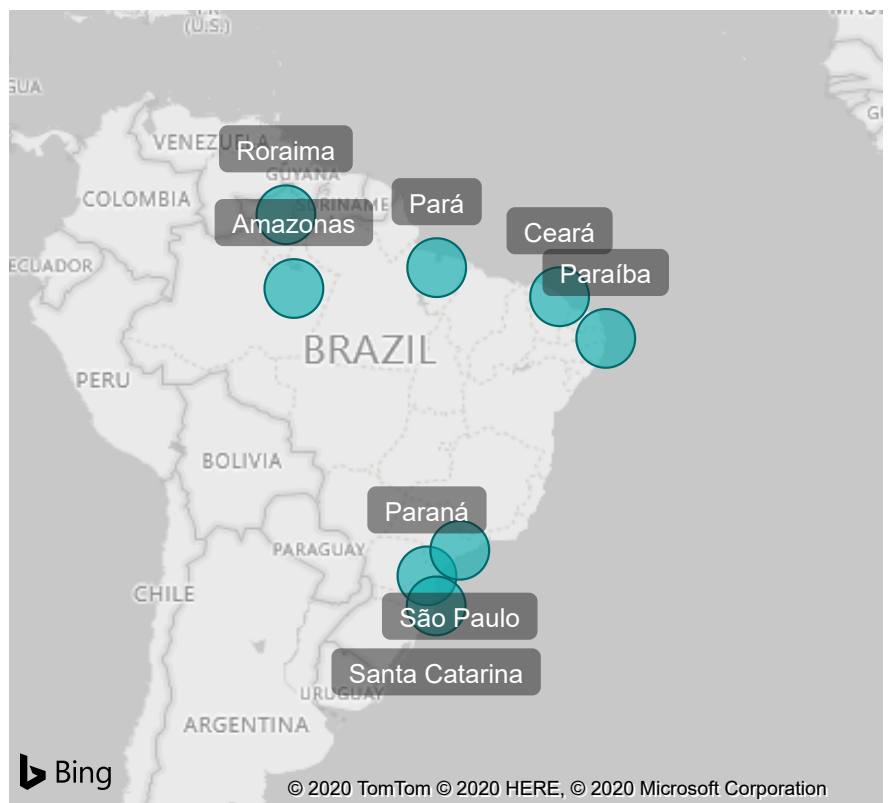 (U.S.)
VENEZUELA
Roraima
GUYANA
COLOMBIA
SURINAME
Pará
Amazonas
Ceará
ECUADOR
Paraíba
BRAZIL
PERU
BOLIVIA
Paraná
PARAGUAY
CHILE
São Paulo
Santa Catarina
URUGUAY
ARGENTINA
Bing
© 2020 TomTom © 2020 HERE, © 2020 Microsoft Corporation